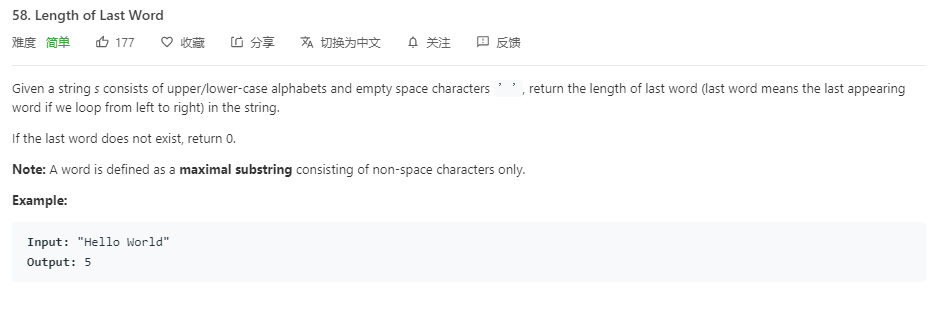 58. Length of Last Word
难度 简单 177 收藏 分享 切换为中文 关注 反馈
Given a string s consists of upper/lower-case alphabets and empty space characters ' ', return the length of last word (last word means the last appearing
word if we loop from left to right) in the string.
If the last word does not exist, return 0.
Note: A word is defined as a maximal substring consisting of non-space characters only.
Example:
Input: "Hello World"
Output: 5